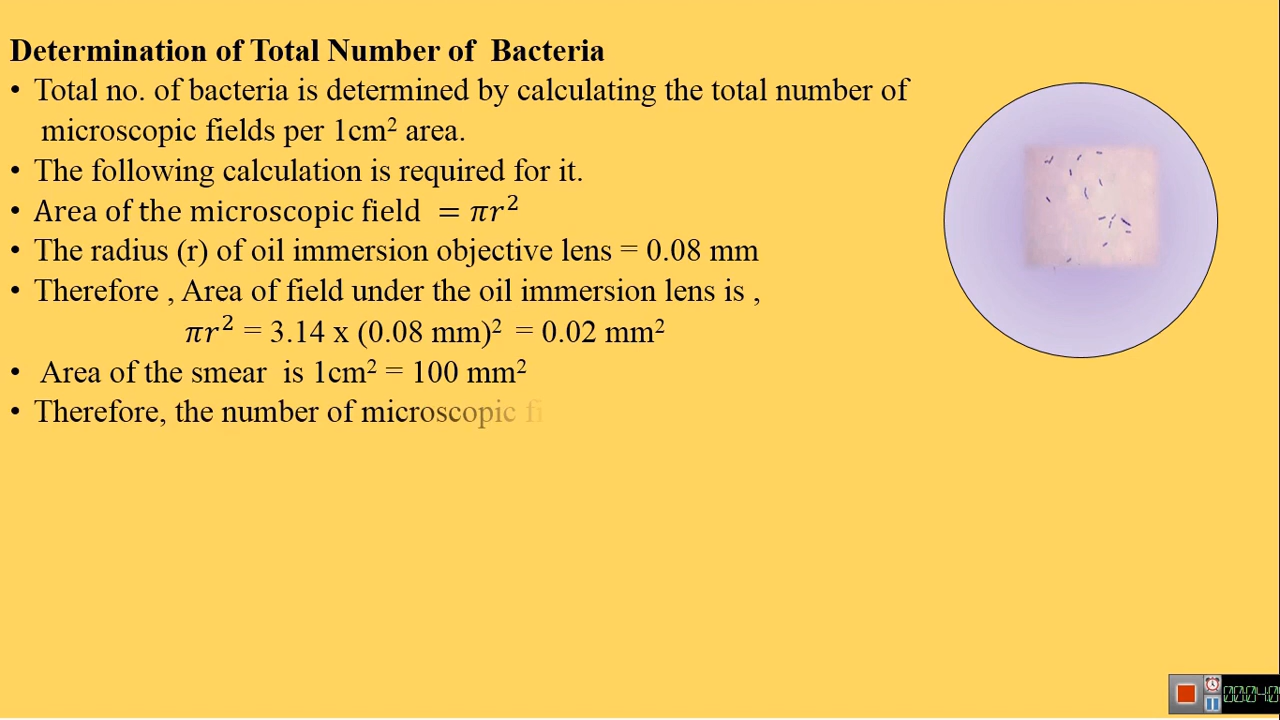 Determination of Total Number of Bacteria
• Total no. of bacteria is determined by calculating the total number of
microscopic fields per 1cm² area.
• The following calculation is required for it.
• Area of the microscopic field = πr²
• The radius (r) of oil immersion objective lens = 0.08 mm
• Therefore , Area of field under the oil immersion lens is ,
πr² = 3.14 x (0.08 mm)² = 0.02 mm²
• Area of the smear is 1cm² = 100 mm²
• Therefore, the number of microscopic fi